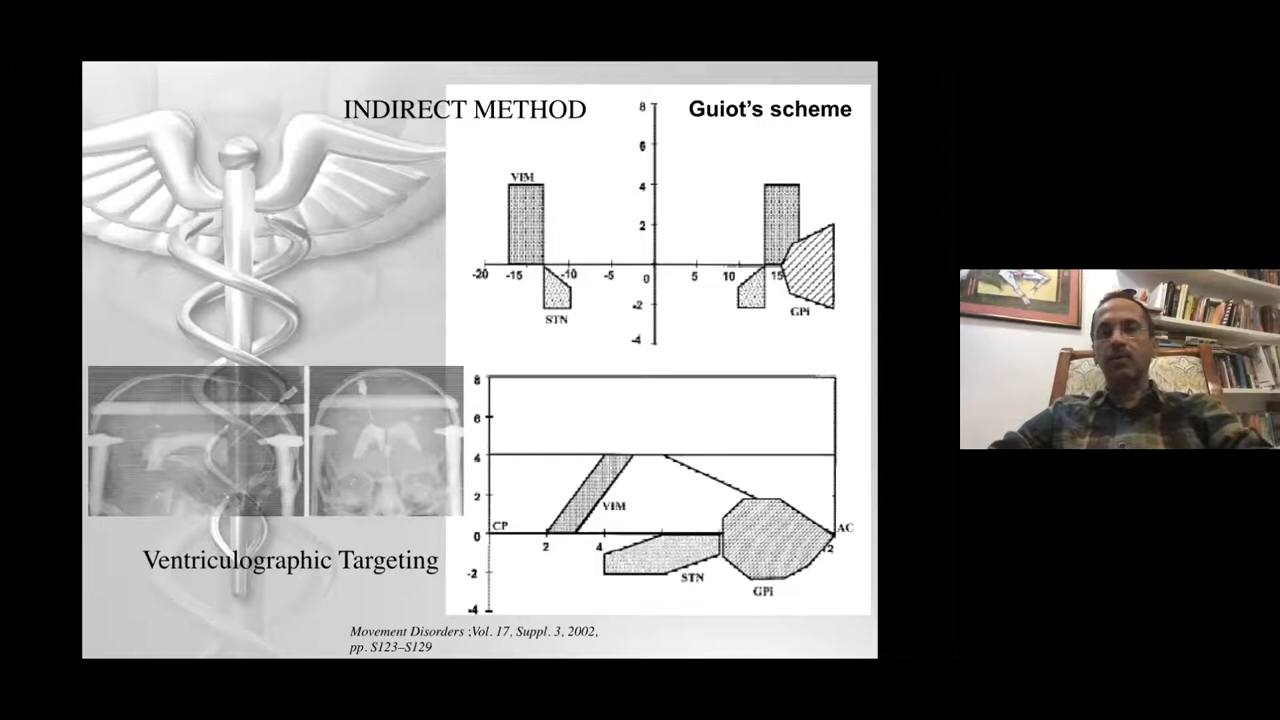 INDIRECT METHOD
Guiot’s scheme
8
6
VIM
4
2
-20 -15 -10 -5 0 5 10 15
-2
STN
GPi
-4
8
6
4
VIM
2
CP
AC
0
2 4 12
STN
-2
GPi
-4
Ventriculographic Targeting
Movement Disorders ;Vol. 17, Suppl. 3, 2002,
pp. S123–S129